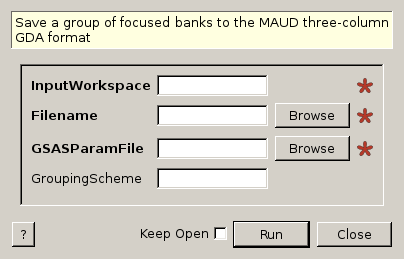 Save a group of focused banks to the MAUD three-column
GDA format
InputWorkspace
Filename
Browse
GSASParamFile
Browse
GroupingScheme
?
Keep Open
Run
Close